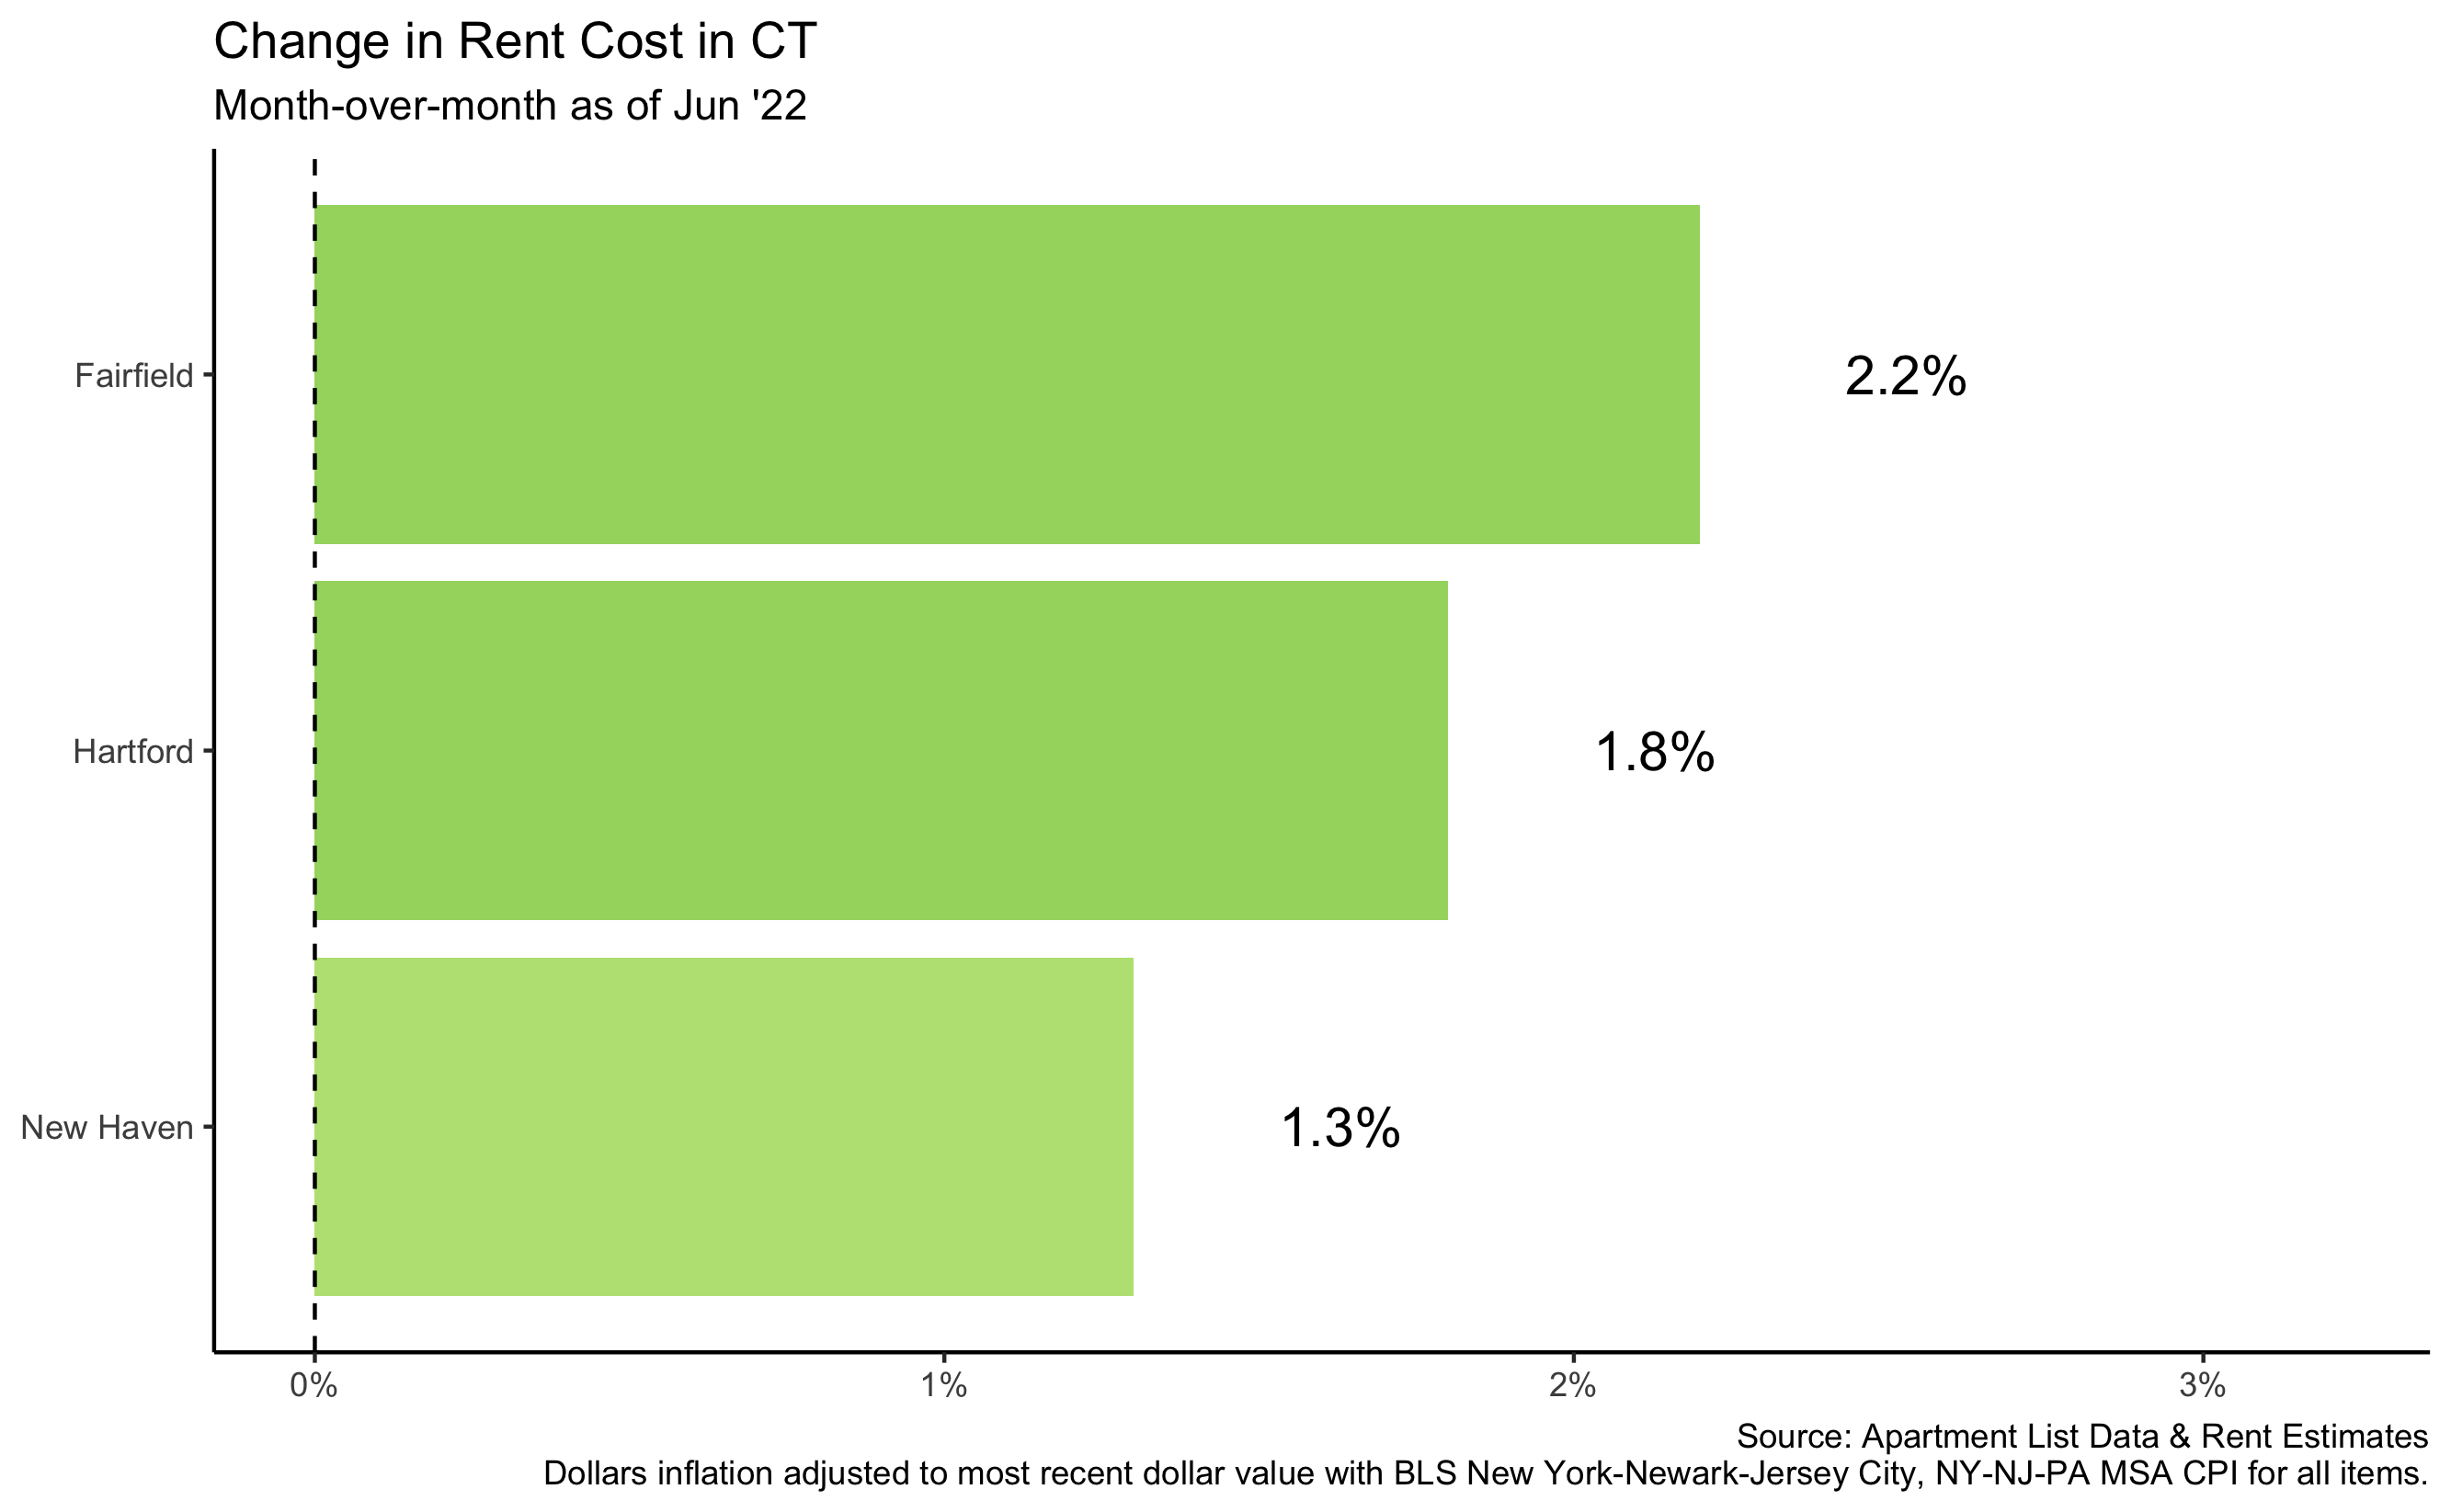 Change in Rent Cost in CT
Month-over-month as of Jun '22
Fairfield
2.2%
Hartford
1.8%
New Haven
1.3%
0%
1%
2%
3%
Source: Apartment List Data & Rent Estimates
Dollars inflation adjusted to most recent dollar value with BLS New York-Newark-Jersey City, NY-NJ-PA MSA CPI for all items.